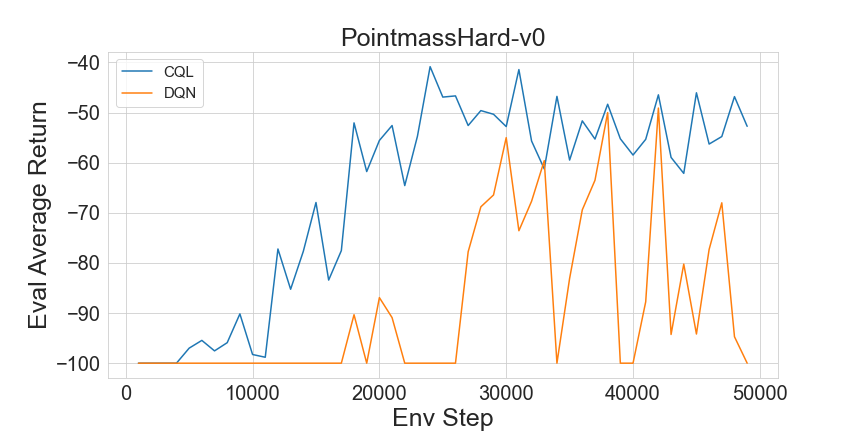 PointmassHard-v0
CQL
DQN
Eval Average Return
−40
−50
−60
−70
−80
−90
−100
0 10000 20000 30000 40000 50000
Env Step